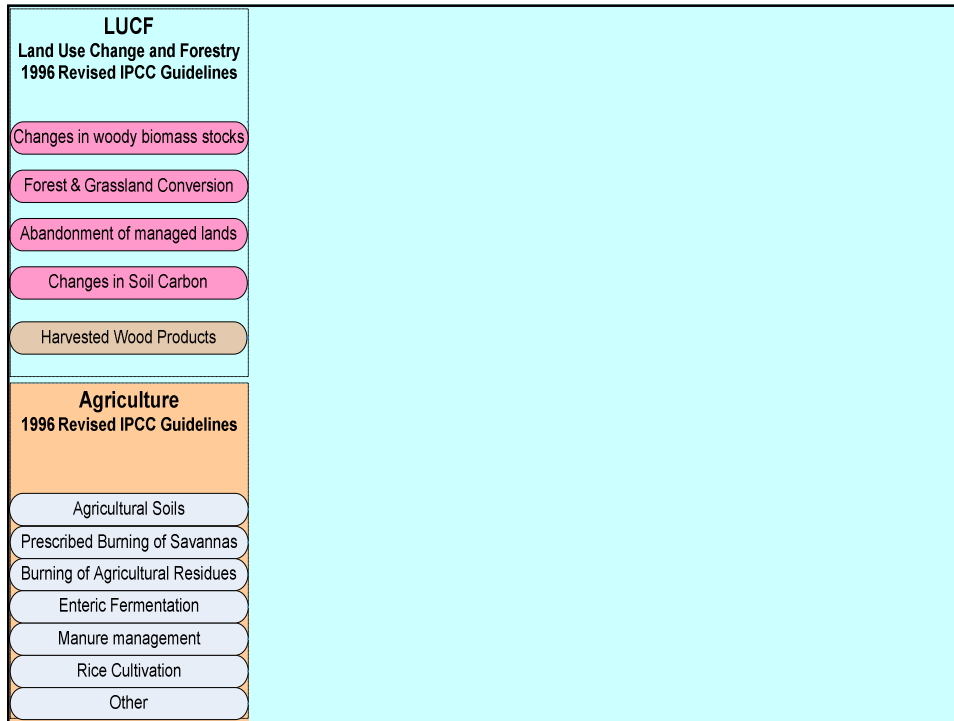 LUCF
Land Use Change and Forestry
1996 Revised IPCC Guidelines
Changes in woody biomass stocks
Forest & Grassland Conversion
Abandonment of managed lands
Changes in Soil Carbon
Harvested Wood Products
Agriculture
1996 Revised IPCC Guidelines
Agricultural Soils
Prescribed Burning of Savannas
Burning of Agricultural Residues
Enteric Fermentation
Manure management
Rice Cultivation
Other